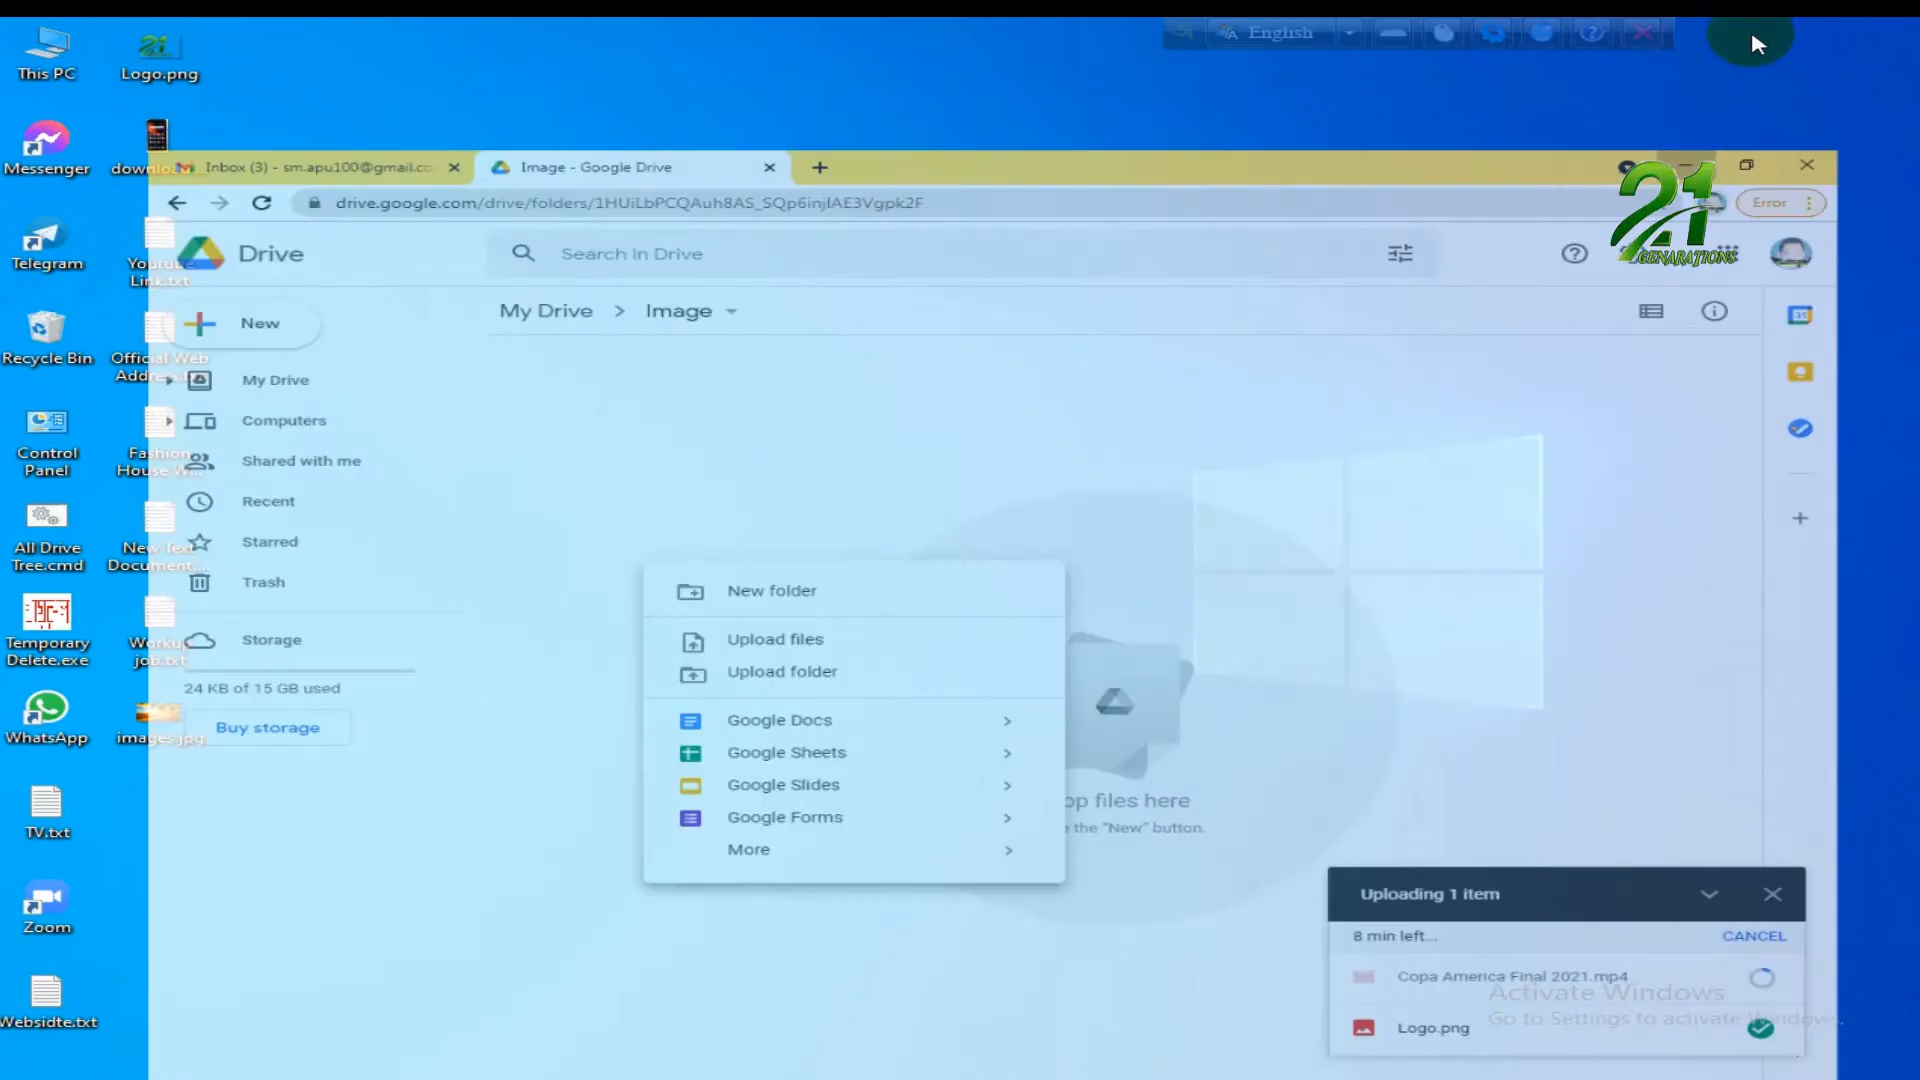 This PC
Logo.png
English
Messenger
Inbox (3) - sm.apu100@gmail.co
Image - Google Drive
drive.google.com/drive/folders/1HUiLbPCQAuh8AS_SQp6injIAE3Vgpk2F
Error
21
GENARATIONS
Telegram
Youtube
Link.txt
Drive
Search in Drive
New
My Drive > Image
Recycle Bin
Official Web
My Drive
Computers
Control
Panel
Fashion
House W...
Shared with me
Recent
All Drive
Tree.cmd
New Text
Document....
Starred
Trash
Temporary
Delete.exe
job.txt
Storage
24 KB of 15 GB used
Buy storage
WhatsApp
images.jpg
New folder
Upload files
Upload folder
Google Docs
Google Sheets
Google Slides
Google Forms
More
op files here
the "New" button.
TV.txt
Zoom
Websidte.txt
Uploading 1 item
8 min left...
CANCEL
Copa America Final 2021.mp4
Logo.png
Activate Windows
Go to Settings to activate Windows.